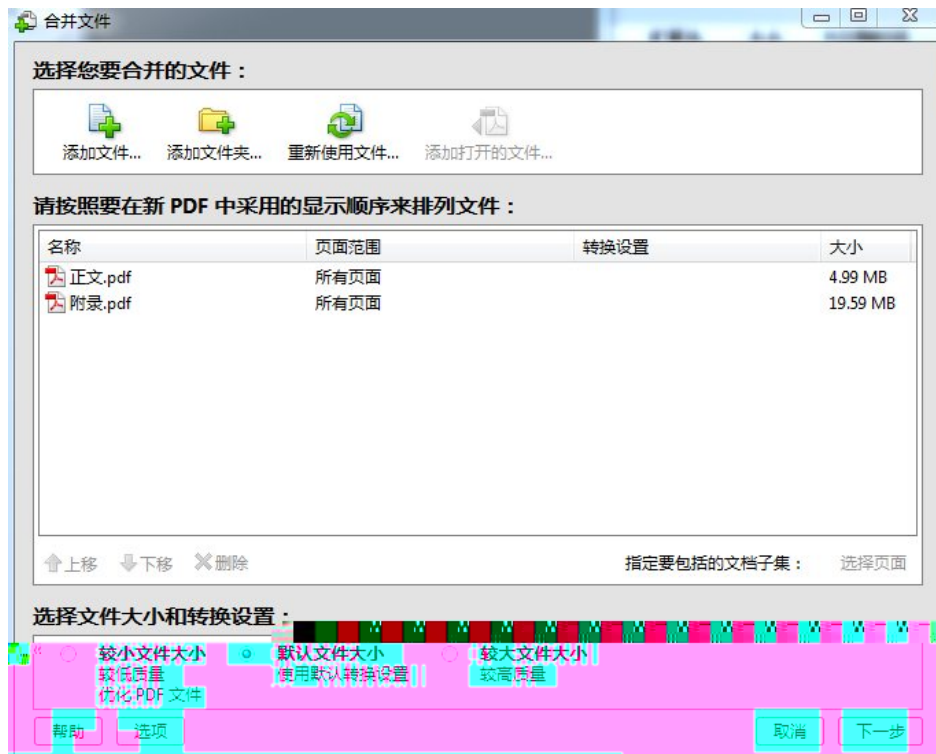 合并文件
选择您要合并的文件：
添加文件... 添加文件夹... 重新使用文件... 添加打开的文件...
请按照要在新 PDF 中采用的显示顺序来排列文件：
名称 页面范围 转换设置 大小
正文.pdf 所有页面 4.99 MB
附录.pdf 所有页面 19.59 MB
上移 下移 删除 指定要包括的文档子集： 选择页面
选择文件大小和转换设置：
较小文件大小 默认文件大小 较大文件大小
较低质量 使用默认转换设置 较高质量
优化 PDF 文件
帮助 选项 取消 下一步